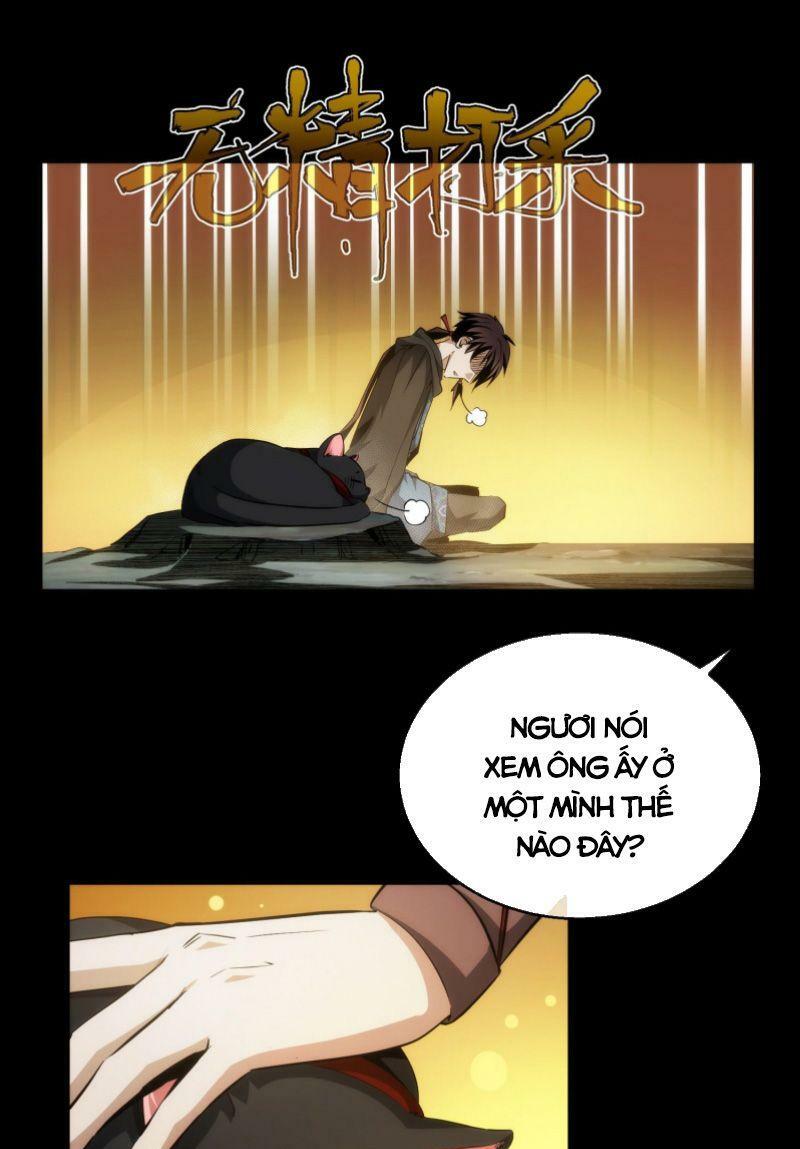 无精打采
NGƯƠI NÓI
XEM ÔNG ẤY Ở
MỘT MÌNH THẾ
NÀO ĐÂY?